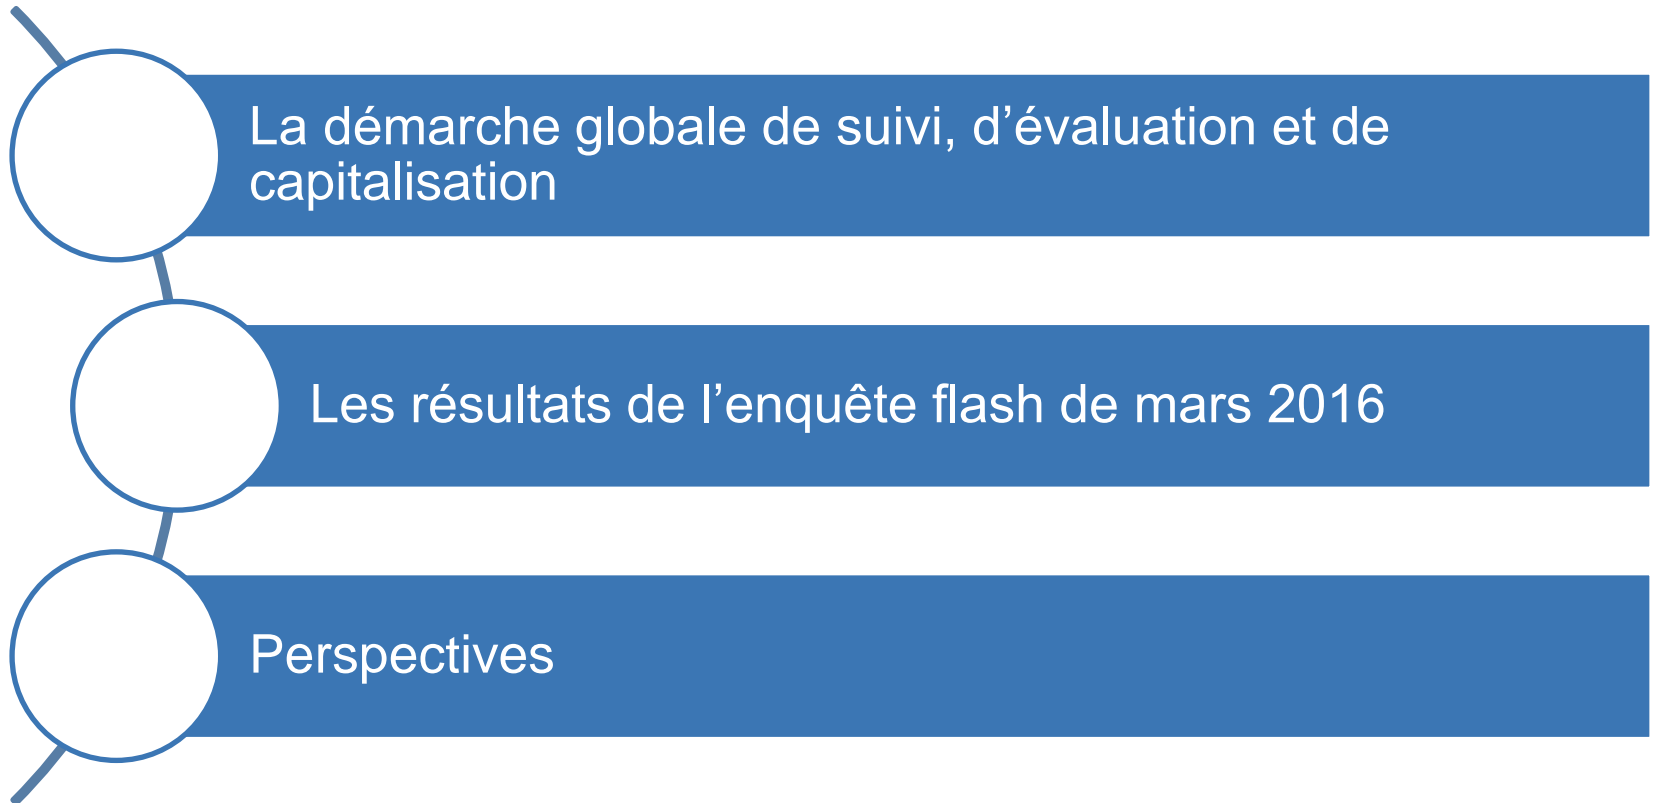 La démarche globale de suivi, d’évaluation et de
capitalisation
Les résultats de l’enquête flash de mars 2016
Perspectives